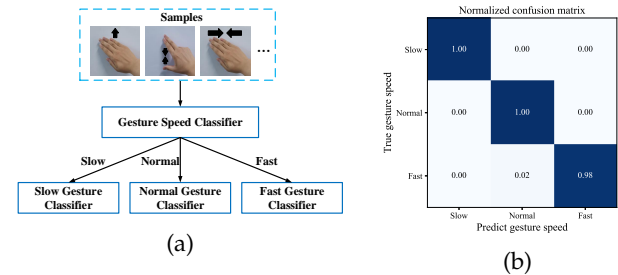 Samples
...
Gesture Speed Classifier
Slow
Normal
Fast
Slow Gesture
Classifier
Normal Gesture
Classifier
Fast Gesture
Classifier
(a)
Normalized confusion matrix
True gesture speed
Slow
1.00 0.00 0.00
Normal
0.00 1.00 0.00
Fast
0.00 0.02 0.98
Slow Normal Fast
Predict gesture speed
(b)